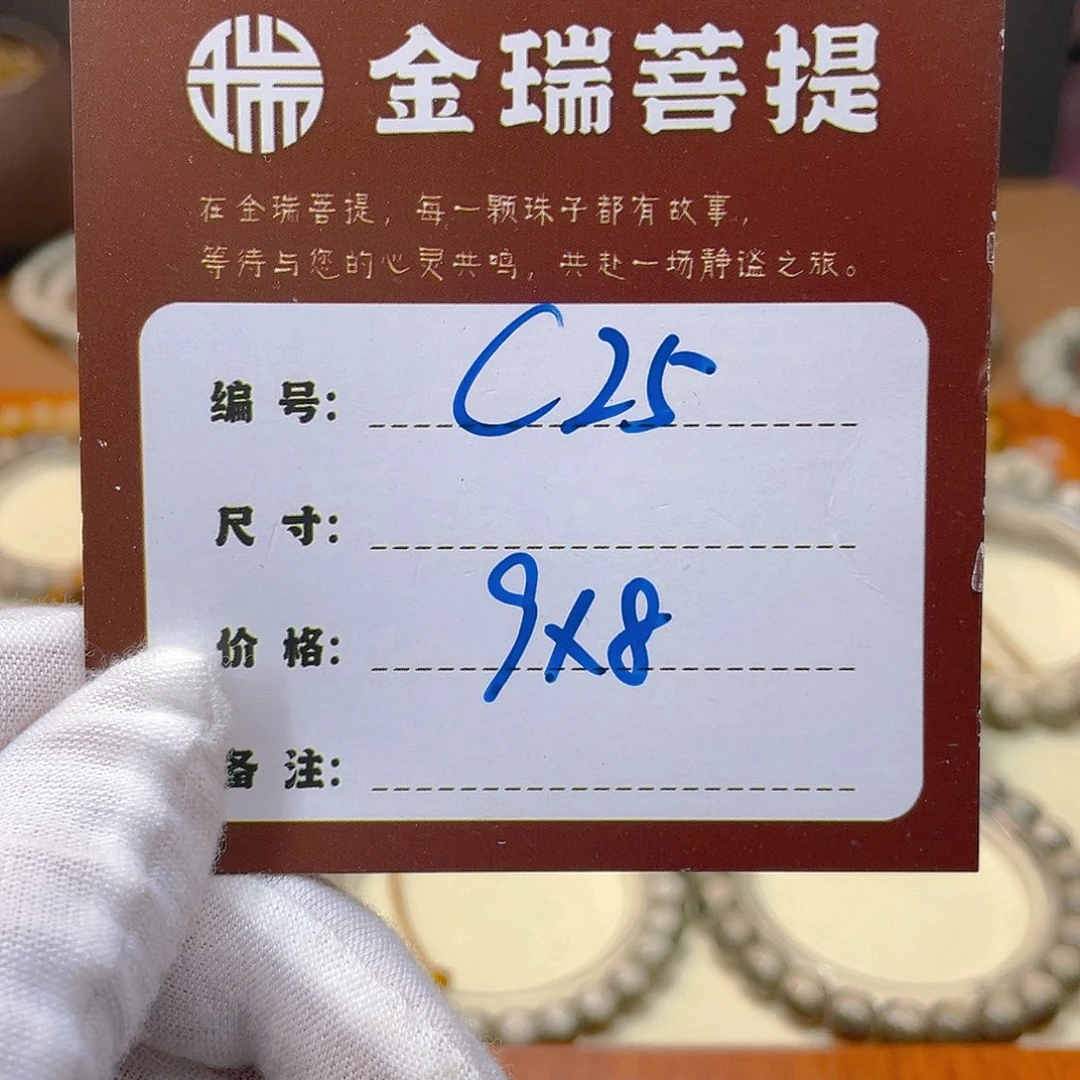 瑞 金瑞菩提
在金瑞菩提，每一颗珠子都有故事，
等待与您的心灵共鸣，共赴一场静谧之旅。
编 号: C25
尺 寸:
价 格: 9x8
备 注: